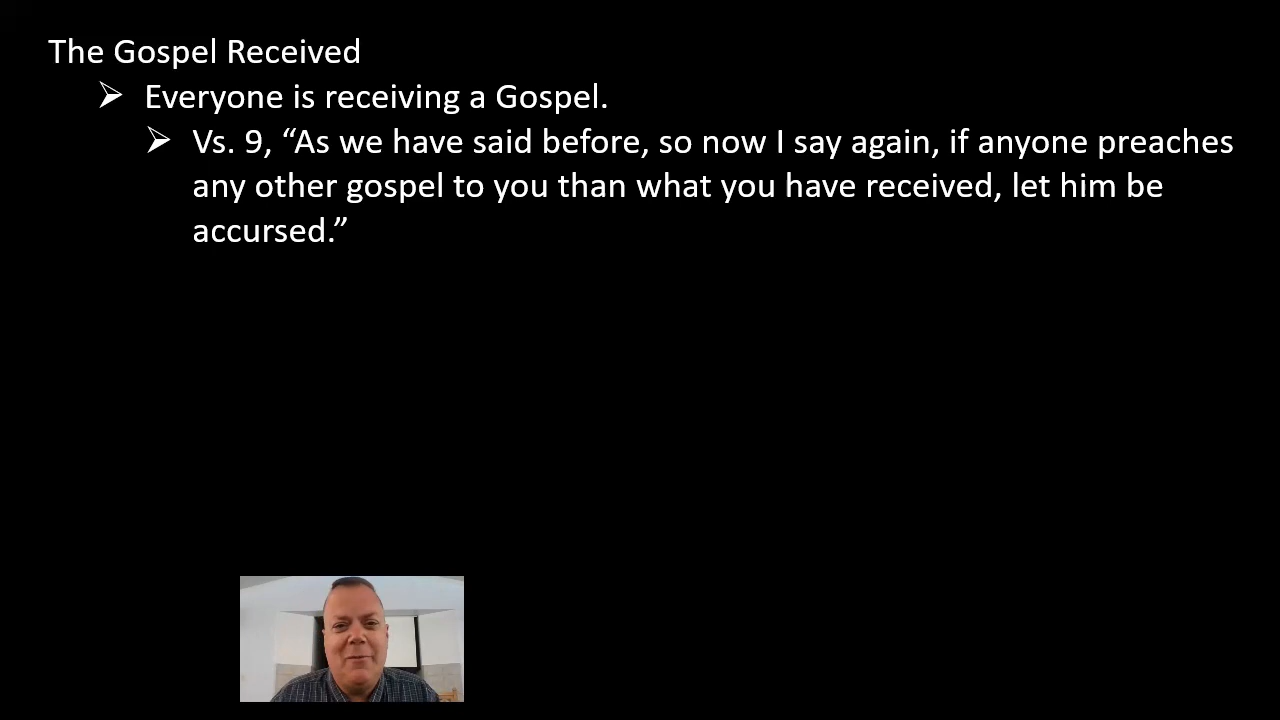 The Gospel Received
➢ Everyone is receiving a Gospel.
➢ Vs. 9, “As we have said before, so now I say again, if anyone preaches
any other gospel to you than what you have received, let him be
accursed.”